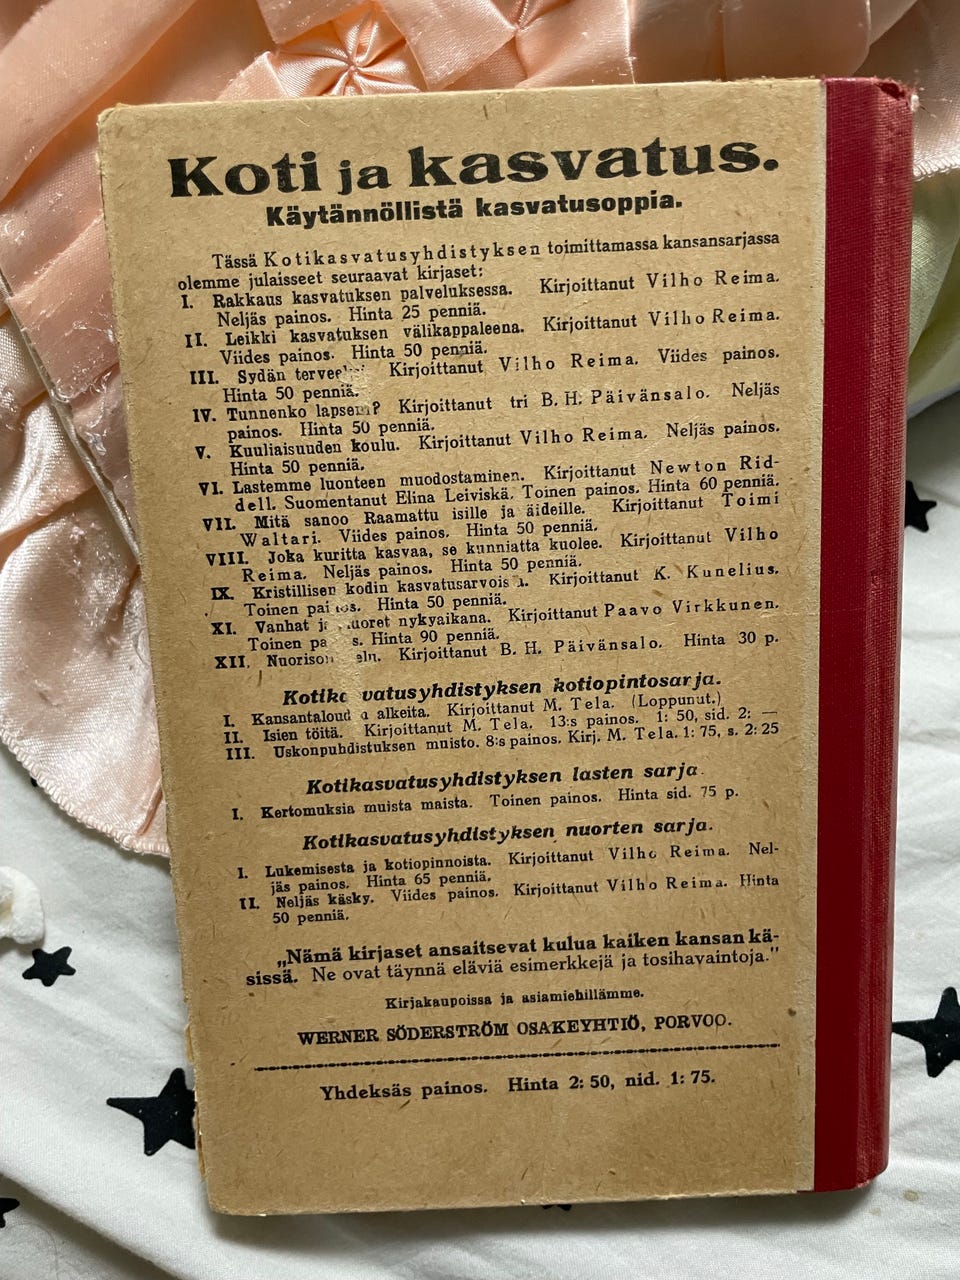 Koti ja kasvatus.
Käytännöllistä kasvatusoppia.
Tässä Kotikasvatusyhdistyksen toimittamassa kansansarjassa
olemme julaisseet seuraavat kirjaset:
I. Rakkaus kasvatuksen palveluksessa. Kirjoittanut Vilho Reima.
Neljäs painos. Hinta 25 penniä.
II. Leikki kasvatuksen välikappaleena. Kirjoittanut Vilho Reima.
Viides painos. Hinta 50 penniä.
III. Sydän Kirjoittanut Vilho Reima. Viides painos.
Hinta 50 penniä.
IV. Tunnenko lapseni? Kirjoittanut tri B. H. Päivänsalo. Neljäs
painos. Hinta 50 penniä.
V. Kuuliaisuuden koulu. Kirjoittanut Vilho Reima. Neljäs painos.
Hinta 50 penniä.
VI. Lastemme luonteen muodostaminen. Kirjoittanut Newton Rid-
dell. Suomentanut Elina Leiviskä. Toinen painos. Hinta 60 penniä.
VII. Mitä sanoo Raamattu isille ja äideille. Kirjoittanut Toimi
Waltari. Viides painos. Hinta 50 penniä.
VIII. Joka kuritta kasvaa, se kunniatta kuolee. Kirjoittanut Vilho
Reima. Neljäs painos. Hinta 50 penniä.
IX. Kristillisen kodin kasvatusarvoista. Kirjoittanut K. Kunelius.
Toinen painos. Hinta 50 penniä.
XI. Vanhat ja nuoret nykyaikana. Kirjoittanut Paavo Virkkunen.
Toinen painos. Hinta 90 penniä.
XII. Kirjoittanut B. H. Päivänsalo. Hinta 30 p.
Kotikasvatusyhdistyksen kotiopintosarja.
I. Kansantalouden alkeita. Kirjoittanut M. Tela. (Loppunut.)
II. Isien töitä. Kirjoittanut M. Tela. 13:s painos. 1: 50, sid. 2: —
III. Uskonpuhdistuksen muisto. 8:s painos. Kirj. M. Tela. 1: 75, s. 2: 25
Kotikasvatusyhdistyksen lasten sarja.
I. Kertomuksia muista maista. Toinen painos. Hinta sid. 75 p.
Kotikasvatusyhdistyksen nuorten sarja.
I. Lukemisesta ja kotiopinnoista. Kirjoittanut Vilho Reima. Nel-
jäs painos. Hinta 65 penniä.
II. Neljäs käsky. Viides painos. Kirjoittanut Vilho Reima. Hinta
50 penniä.
„Nämä kirjaset ansaitsevat kulua kaiken kansan kä-
sissä. Ne ovat täynnä eläviä esimerkkejä ja tosihavaintoja."
Kirjakaupoissa ja asiamiehillämme.
WERNER SÖDERSTRÖM OSAKEYHTIÖ, PORVOO.
Yhdeksäs painos. Hinta 2: 50, nid. 1: 75.